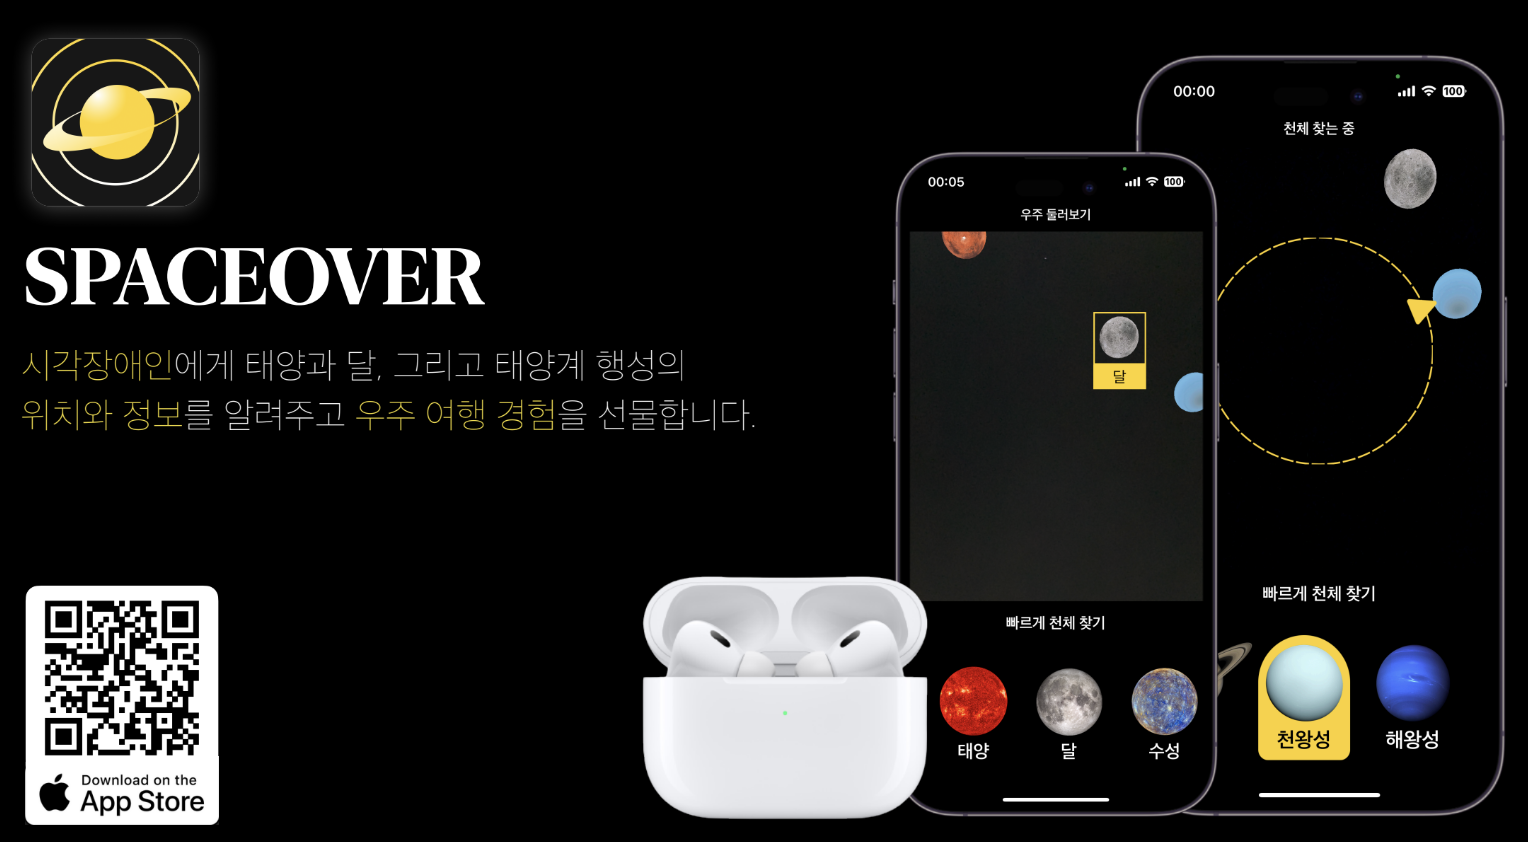 SPACEOVER
시각장애인에게 태양과 달, 그리고 태양계 행성의
위치와 정보를 알려주고 우주 여행 경험을 선물합니다.
Download on the
App Store
00:05
100
우주 둘러보기
달
빠르게 천체 찾기
태양
달
수성
00:00
100
천체 찾는 중
빠르게 천체 찾기
천왕성
해왕성